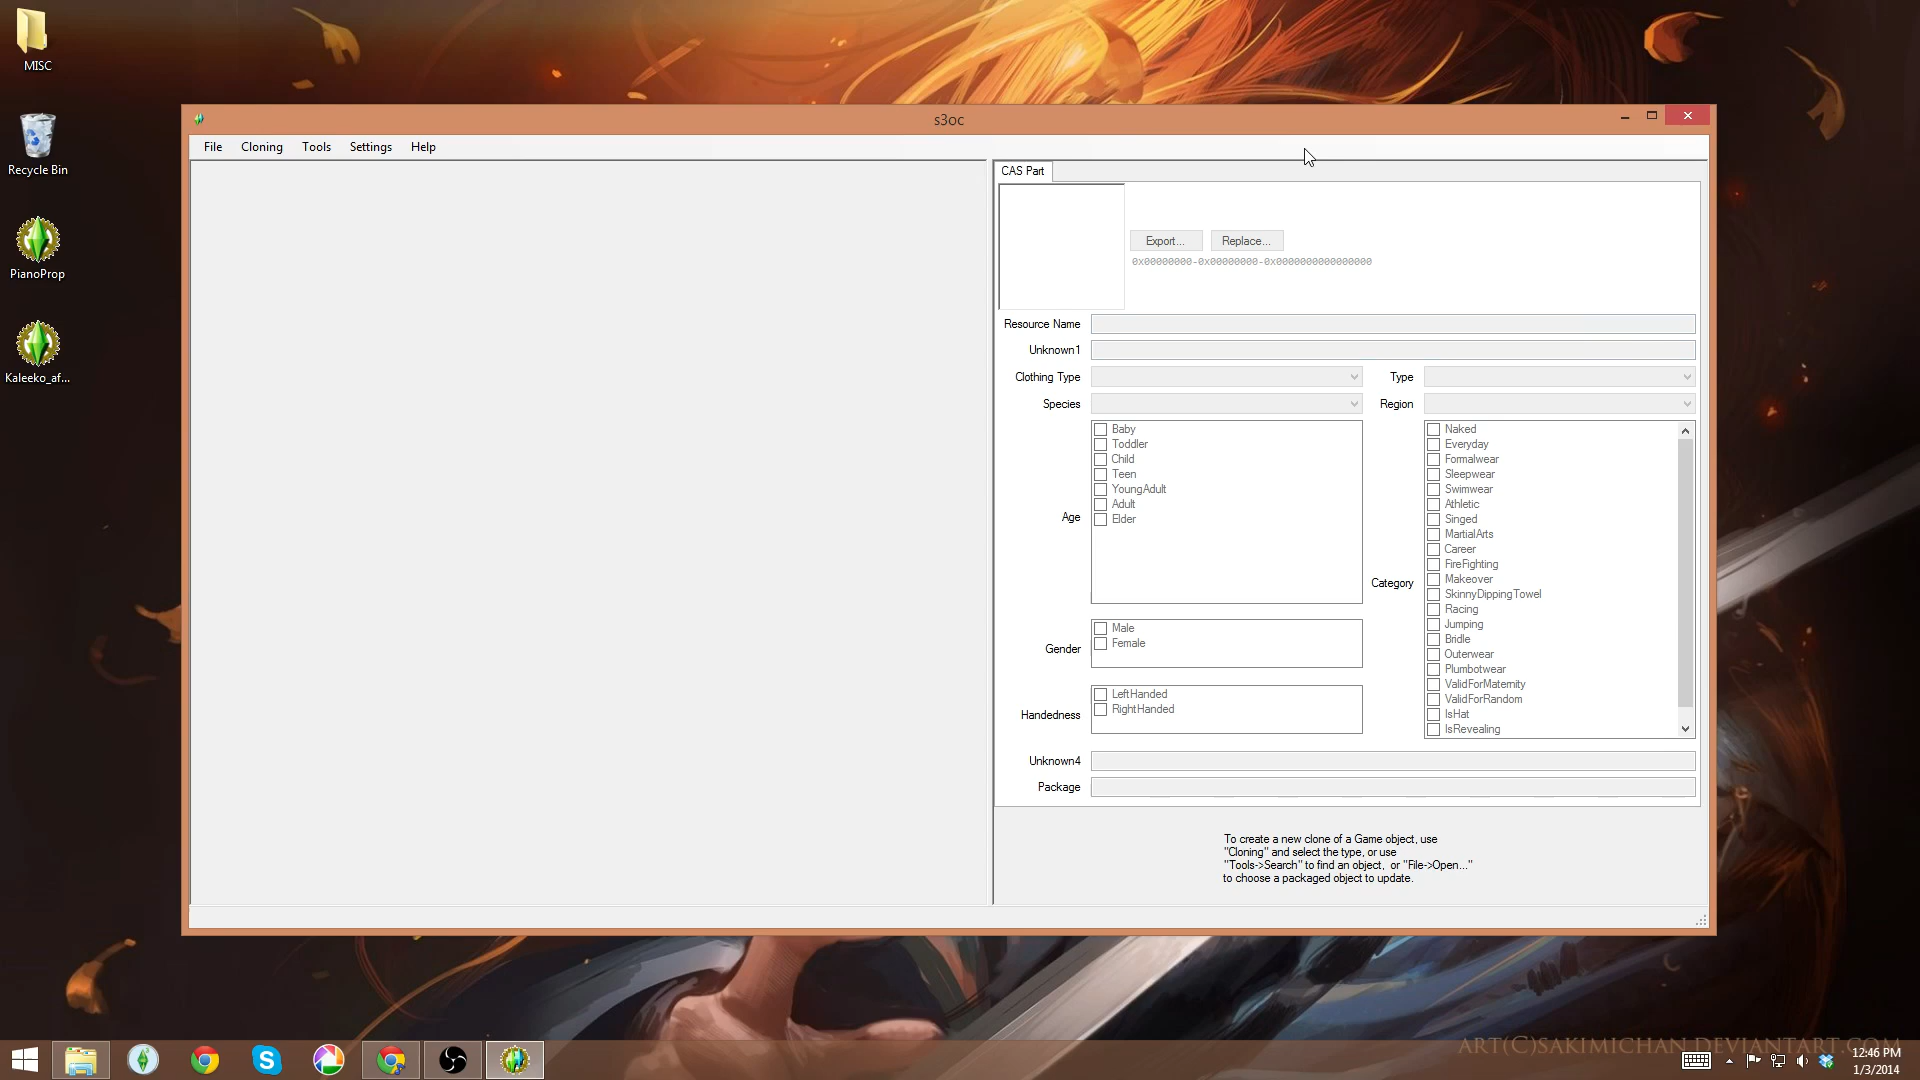 MISC
Recycle Bin
PianoProp
Kaleeko_af...
s3oc
File Cloning Tools Settings Help
CAS Part
Export... Replace...
0x00000000-0x00000000-0x0000000000000000
Resource Name
Unknown1
Clothing Type Type
Species Region
Age
Baby
Toddler
Child
Teen
YoungAdult
Adult
Elder
Gender
Male
Female
Handedness
LeftHanded
RightHanded
Category
Naked
Everyday
Formalwear
Sleepwear
Swimwear
Athletic
Singed
MartialArts
Career
FireFighting
Makeover
SkinnyDippingTowel
Racing
Jumping
Bridle
Outerwear
Plumbotwear
ValidForMaternity
ValidForRandom
IsHat
IsRevealing
Unknown4
Package
To create a new clone of a Game object, use
"Cloning" and select the type, or use
"Tools->Search" to find an object, or "File->Open..."
to choose a packaged object to update.
ART(C)SAKIMICHAN.DEVIANTART.COM
12:46 PM
1/3/2014